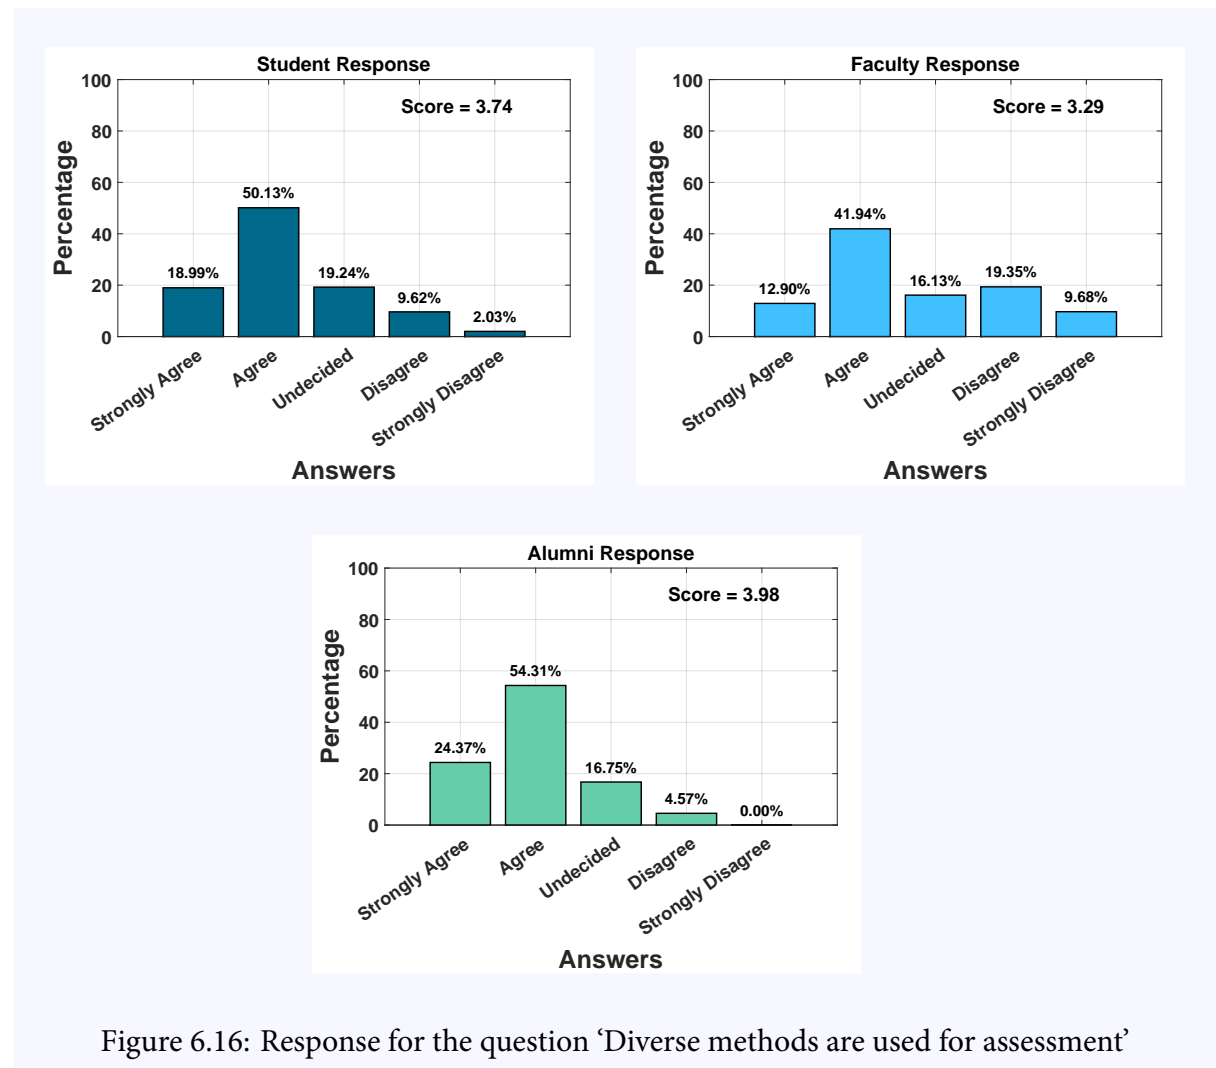 Student Response
Score = 3.74
Percentage
100
80
60
40
20
0
18.99%
50.13%
19.24%
9.62%
2.03%
Strongly Agree
Agree
Undecided
Disagree
Strongly Disagree
Answers
Faculty Response
Score = 3.29
Percentage
100
80
60
40
20
0
12.90%
41.94%
16.13%
19.35%
9.68%
Strongly Agree
Agree
Undecided
Disagree
Strongly Disagree
Answers
Alumni Response
Score = 3.98
Percentage
100
80
60
40
20
0
24.37%
54.31%
16.75%
4.57%
0.00%
Strongly Agree
Agree
Undecided
Disagree
Strongly Disagree
Answers
Figure 6.16: Response for the question ‘Diverse methods are used for assessment’